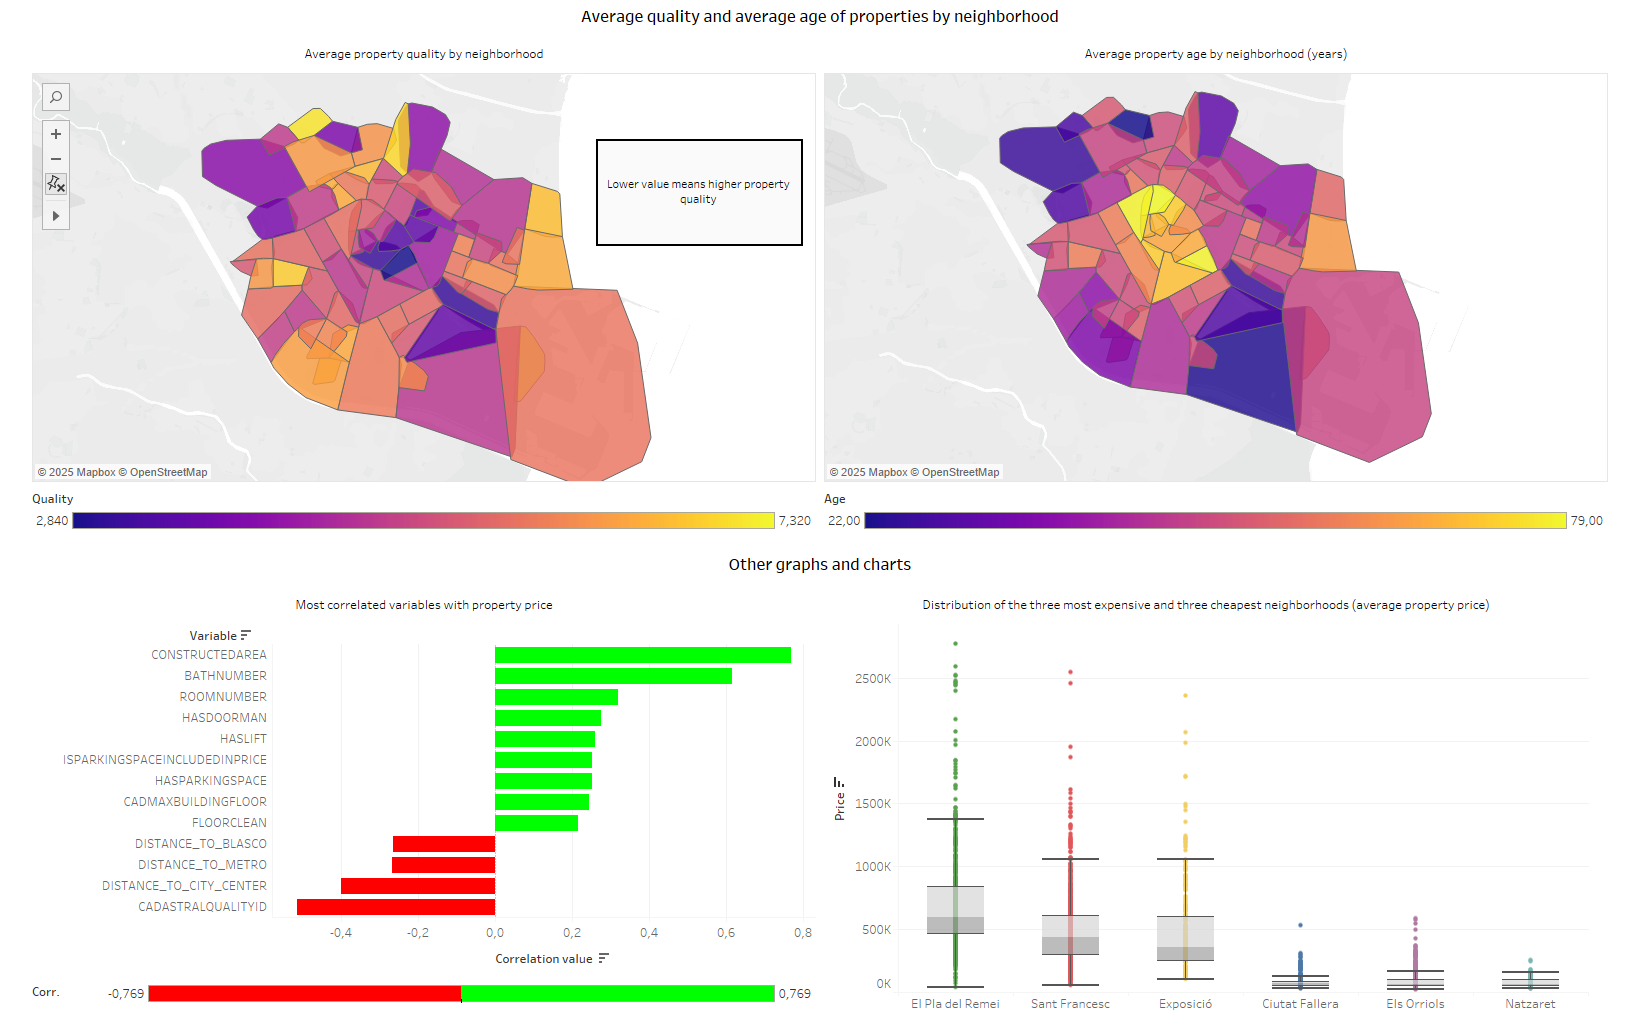 Average quality and average age of properties by neighborhood
Average property quality by neighborhood
Average property age by neighborhood (years)
Lower value means higher property
quality
© 2025 Mapbox © OpenStreetMap
© 2025 Mapbox © OpenStreetMap
Quality
2,840
7,320
Age
22,00
79,00
Other graphs and charts
Most correlated variables with property price
Variable
CONSTRUCTEDAREA
BATHNUMBER
ROOMNUMBER
HASDOORMAN
HASLIFT
ISPARKINGSPACEINCLUDEDINPRICE
HASPARKINGSPACE
CADMAXBUILDINGFLOOR
FLOORCLEAN
DISTANCE_TO_BLASCO
DISTANCE_TO_METRO
DISTANCE_TO_CITY_CENTER
CADASTRALQUALITYID
-0,4 -0,2 0,0 0,2 0,4 0,6 0,8
Correlation value
Corr.
-0,769
0,769
Distribution of the three most expensive and three cheapest neighborhoods (average property price)
Price
2500K
2000K
1500K
1000K
500K
0K
El Pla del Remei Sant Francesc Exposició Ciutat Fallera Els Orriols Natzaret